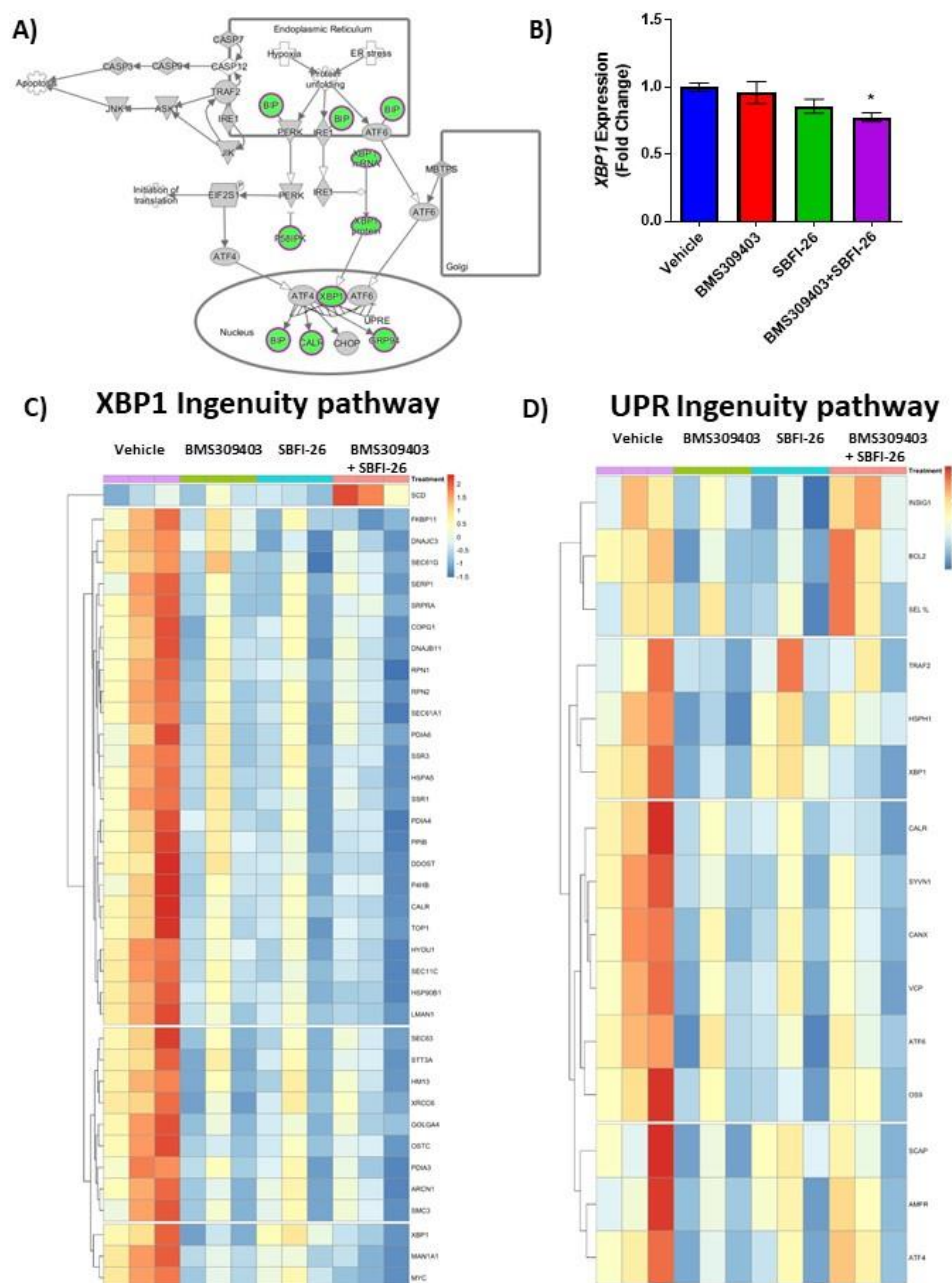 A)
Endoplasmic Reticulum
CASP7
Hypoxia
ER stress
CASP3
CASP9
CASP12
Protein
unfolding
Apoptosis
TRAF2
BIP
BIP
BIP
JNK
ASK
IRE1
PERK
IRE1
ATF6
JIK
XBP1
mRNA
MBTPS
Initiation of
translation
EIF2S1
P
PERK
IRE1
ATF6
XBP1
protein
P58IPK
Golgi
ATF4
ATF4
XBP1
ATF6
Nucleus
UPRE
BIP
CALR
CHOP
GRP94
B)
XBP1 Expression
(Fold Change)
1.5
1.0
0.5
0.0
*
Vehicle
BMS309403
SBFI-26
BMS309403+SBFI-26
C)
XBP1 Ingenuity pathway
Vehicle
BMS309403
SBFI-26
BMS309403
+ SBFI-26
Treatment
2
1.5
1
0.5
0
-0.5
-1
-1.5
SCD
FKBP11
DNAJC3
SEC61G
SERP1
SRPRA
COPG1
DNAJB11
RPN1
RPN2
SEC61A1
PDIA6
SSR3
HSPA5
SSR1
PDIA4
PPIB
DDOST
P4HB
CALR
TOP1
HYOU1
SEC11C
HSP90B1
LMAN1
SEC63
STT3A
HM13
XRCC6
GOLGA4
OSTC
PDIA3
ARCN1
SMC3
XBP1
MAN1A1
MYC
D)
UPR Ingenuity pathway
Vehicle
BMS309403
SBFI-26
BMS309403
+ SBFI-26
Treatment
INSIG1
BCL2
TRAF2
HSPH1
XBP1
CALR
SYVN1
CANX
VCP
ATF6
OS9
SCAP
AMFR
ATF4